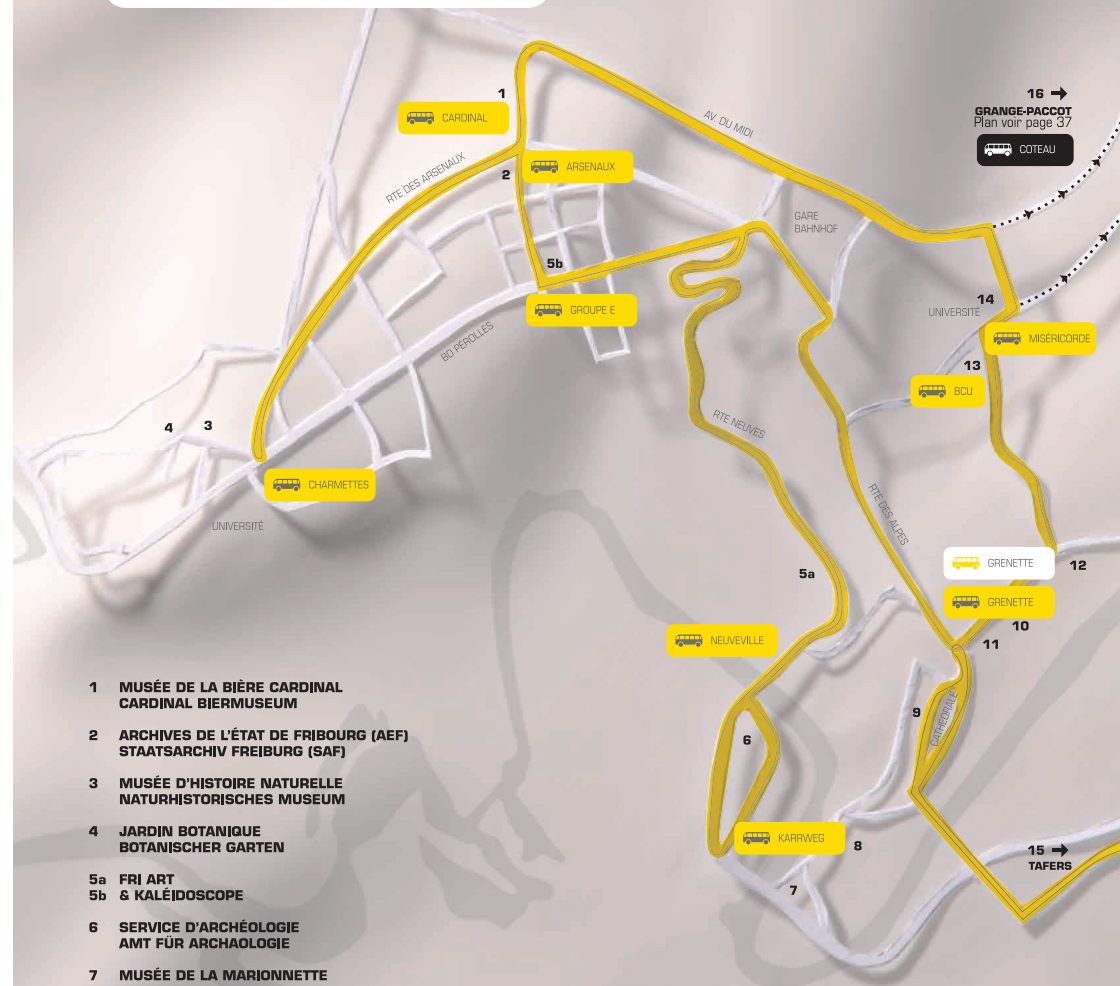 16 →
GRANGE-PACCOT
Plan voir page 37
COTEAU
1
CARDINAL
AV. DU MIDI
RTE DES ARSENAUX
2
ARSENAUX
GARE
BAHNHOF
5b
GROUPE E
BD PÉROLLES
14
UNIVERSITÉ
MISÉRICORDE
13
BCU
4
3
RTE NEUVES
CHARMETTES
UNIVERSITÉ
RTE DES ALPES
5a
GRENETTE
12
GRENETTE
10
NEUVEVILLE
11
9
CATHÉDRALE
6
KARRWEG
8
7
15 →
TAFERS
1 MUSÉE DE LA BIÈRE CARDINAL
CARDINAL BIERMUSEUM
2 ARCHIVES DE L'ÉTAT DE FRIBOURG (AEF)
STAATSARCHIV FREIBURG (SAF)
3 MUSÉE D'HISTOIRE NATURELLE
NATURHISTORISCHES MUSEUM
4 JARDIN BOTANIQUE
BOTANISCHER GARTEN
5a FRI ART
5b & KALÉIDOSCOPE
6 SERVICE D'ARCHÉOLOGIE
AMT FÜR ARCHAOLOGIE
7 MUSÉE DE LA MARIONNETTE